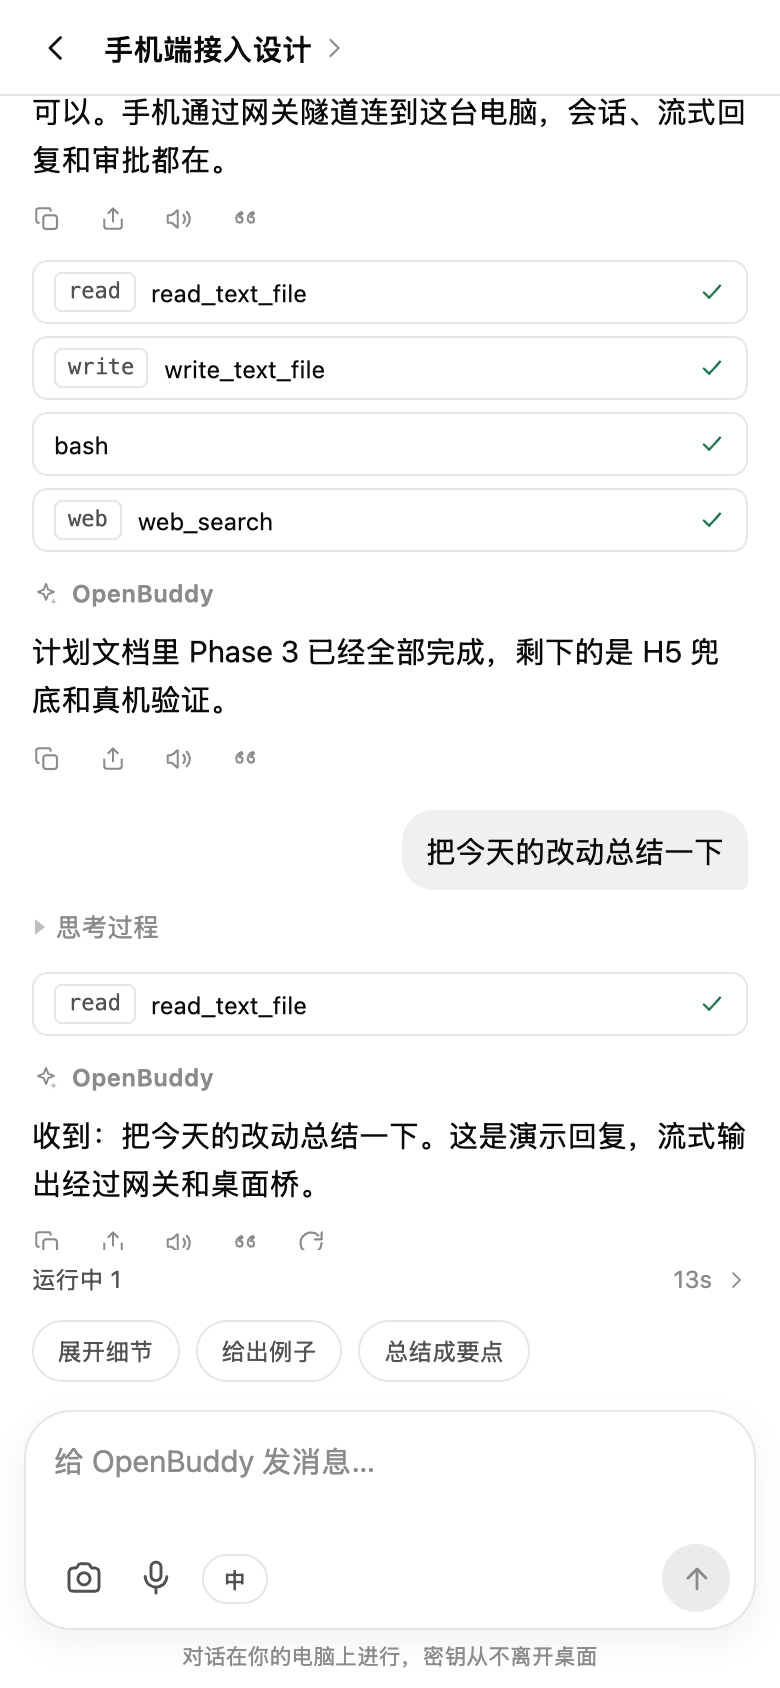 手机端接入设计
可以。手机通过网关隧道连到这台电脑，会话、流式回
复和审批都在。
read read_text_file
write write_text_file
bash
web web_search
OpenBuddy
计划文档里 Phase 3 已经全部完成，剩下的是 H5 兜
底和真机验证。
把今天的改动总结一下
思考过程
read read_text_file
OpenBuddy
收到：把今天的改动总结一下。这是演示回复，流式输
出经过网关和桌面桥。
运行中 1 13s
展开细节 给出例子 总结成要点
给 OpenBuddy 发消息...
中
对话在你的电脑上进行，密钥从不离开桌面